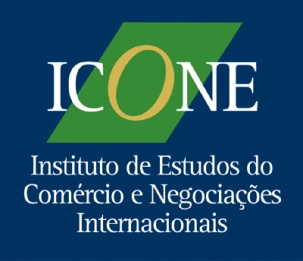 ICONE
Instituto de Estudos do
Comércio e Negociações
Internacionais